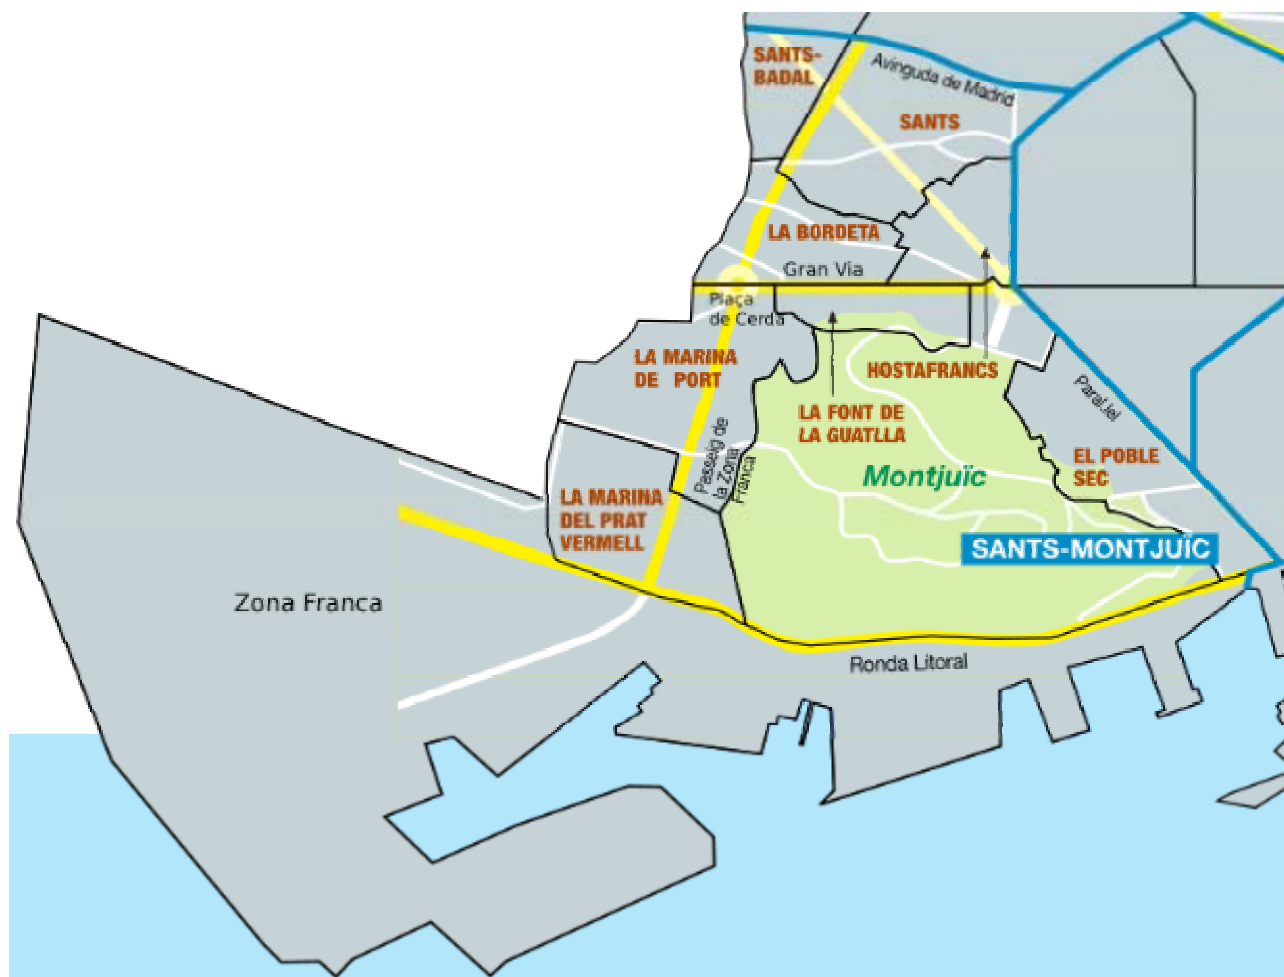 SANTS-
BADAL
Avinguda de Madrid
SANTS
LA BORDETA
Gran Via
Plaça
de Cerdà
LA MARINA
DE PORT
HOSTAFRANCS
Paral.lel
LA FONT DE
LA GUATLLA
Passeig de
la Zona
Franca
EL POBLE
SEC
Montjuïc
LA MARINA
DEL PRAT
VERMELL
SANTS-MONTJUÏC
Zona Franca
Ronda Litoral